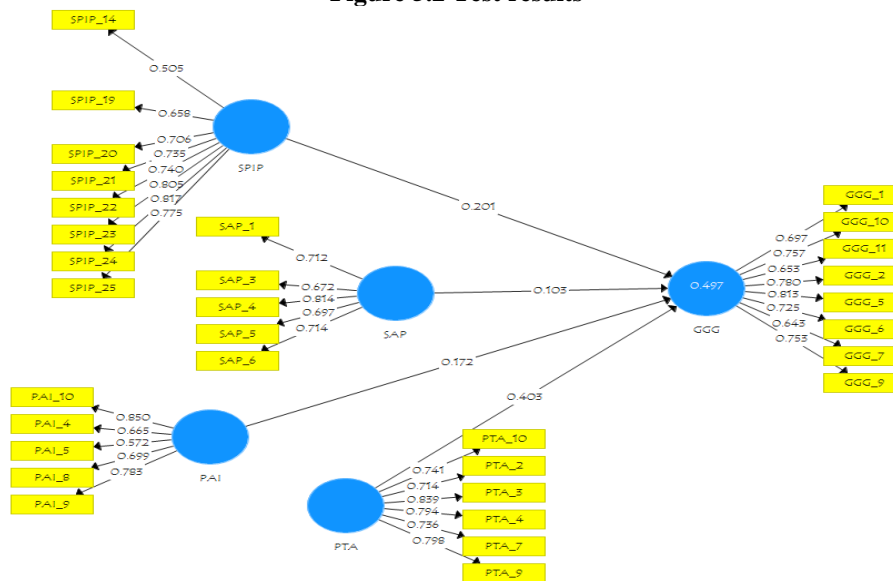 Figure 3.2 Test results
SPIP_14
0.505
SPIP_19
0.658
SPIP_20
0.706
SPIP_21
0.735
SPIP_22
0.740
SPIP_23
0.805
SPIP_24
0.817
SPIP_25
0.775
SPIP
0.201
SAP_1
0.712
SAP_3
0.672
SAP_4
0.814
SAP_5
0.697
SAP_6
0.714
SAP
0.103
PAI_10
0.850
PAI_4
0.665
PAI_5
0.572
PAI_8
0.699
PAI_9
0.783
PAI
0.172
PTA_10
0.741
PTA_2
0.714
PTA_3
0.839
PTA_4
0.794
PTA_7
0.736
PTA_9
0.798
PTA
0.403
0.497
GGG
GGG_1
0.697
GGG_10
0.757
GGG_11
0.653
GGG_2
0.780
GGG_5
0.813
GGG_6
0.725
GGG_7
0.643
GGG_9
0.753